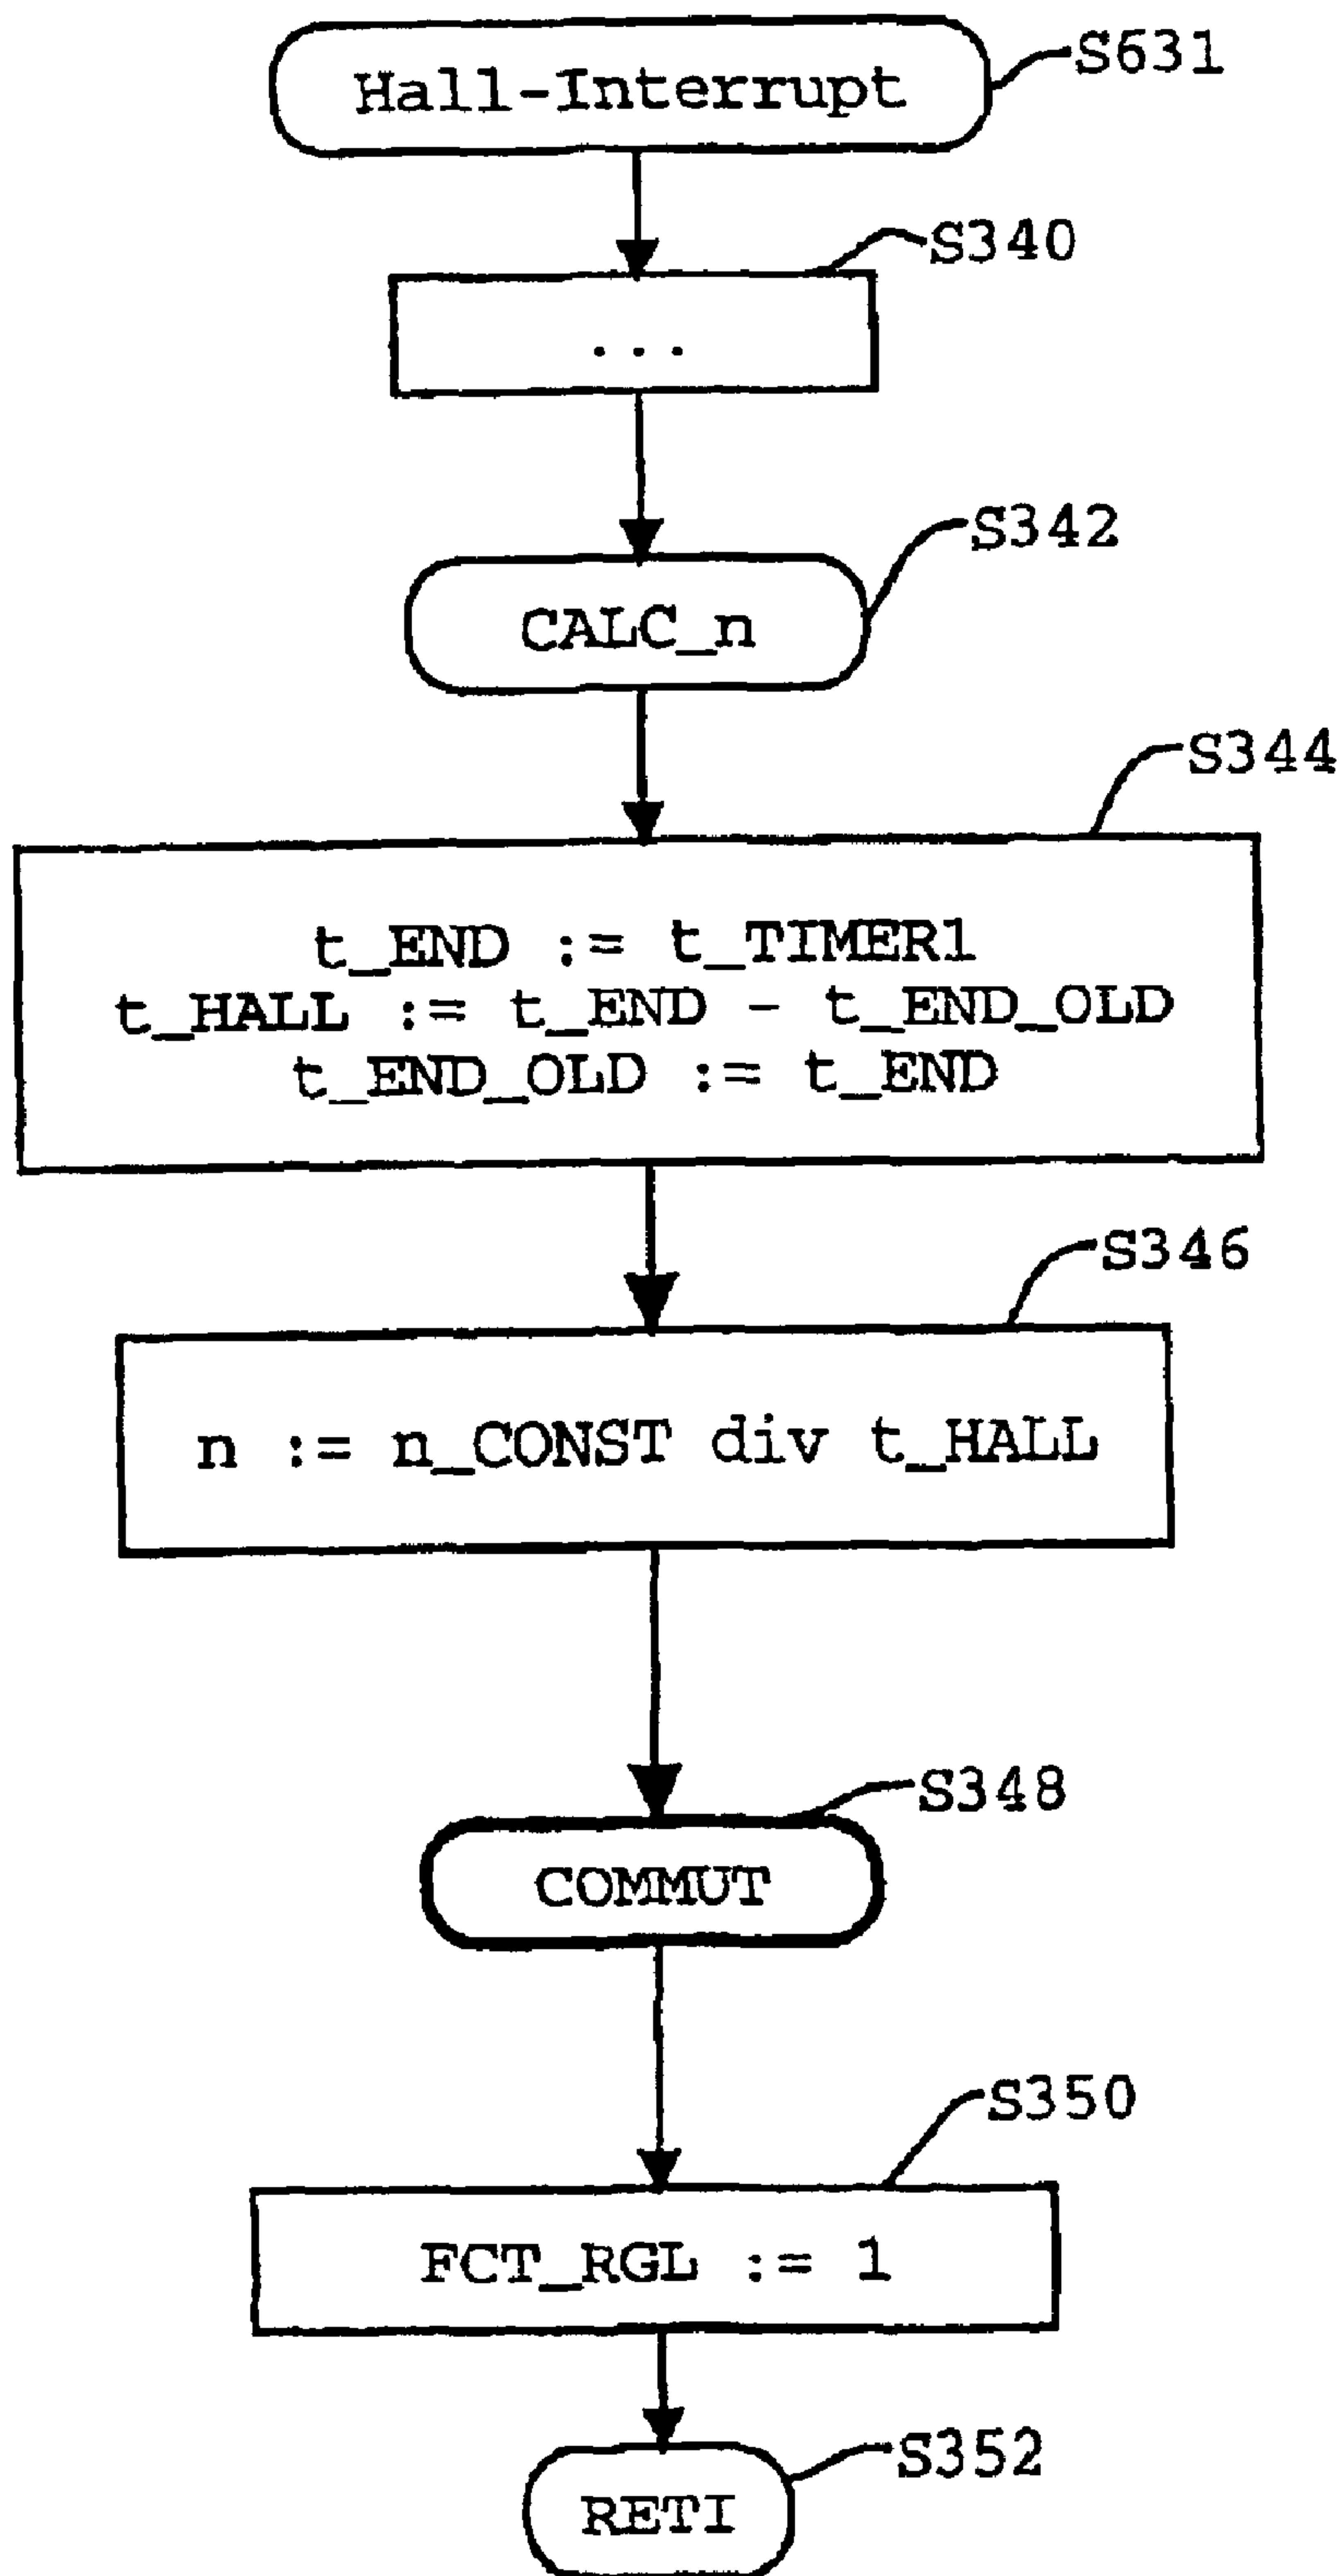 Hall-Interrupt
S631
S340
...
S342
CALC_n
S344
t_END := t_TIMER1
t_HALL := t_END - t_END_OLD
t_END_OLD := t_END
S346
n := n_CONST div t_HALL
S348
COMMUT
S350
FCT_RGL := 1
S352
RETI